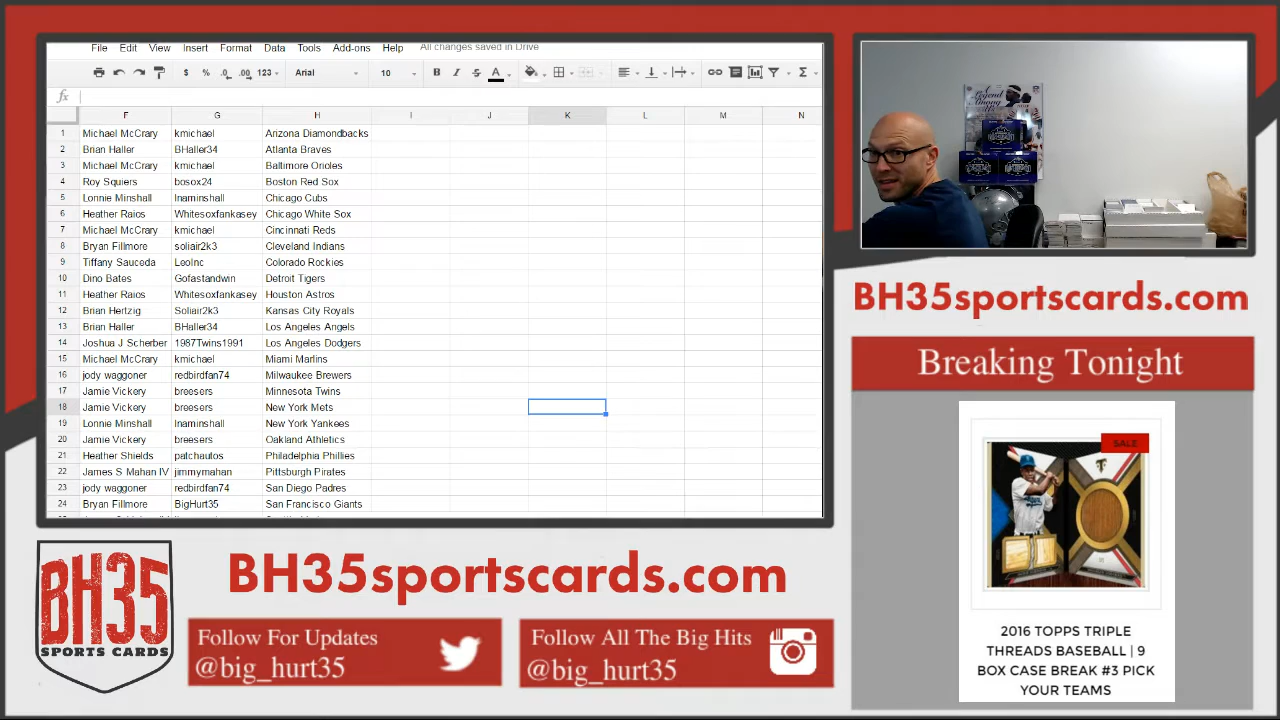 File Edit View Insert Format Data Tools Add-ons Help All changes saved in Drive
$ % .0 .00 123 Arial 10 B I S A Σ
fx
F G H I J K L M N
1 Michael McCrary kmichael Arizona Diamondbacks
2 Brian Haller BHaller34 Atlanta Braves
3 Michael McCrary kmichael Baltimore Orioles
4 Roy Squiers bosox24 Boston Red Sox
5 Lonnie Minshall lnaminshall Chicago Cubs
6 Heather Raios Whitesoxfankasey Chicago White Sox
7 Michael McCrary kmichael Cincinnati Reds
8 Bryan Fillmore soliair2k3 Cleveland Indians
9 Tiffany Sauceda LeoInc Colorado Rockies
10 Dino Bates Gofastandwin Detroit Tigers
11 Heather Raios Whitesoxfankasey Houston Astros
12 Brian Hertzig Soliair2k3 Kansas City Royals
13 Brian Haller BHaller34 Los Angeles Angels
14 Joshua J Scherber 1987Twins1991 Los Angeles Dodgers
15 Michael McCrary kmichael Miami Marlins
16 jody waggoner redbirdfan74 Milwaukee Brewers
17 Jamie Vickery breesers Minnesota Twins
18 Jamie Vickery breesers New York Mets
19 Lonnie Minshall lnaminshall New York Yankees
20 Jamie Vickery breesers Oakland Athletics
21 Heather Shields patchautos Philadelphia Phillies
22 James S Mahan IV jimmymahan Pittsburgh Pirates
23 jody waggoner redbirdfan74 San Diego Padres
24 Bryan Fillmore BigHurt35 San Francisco Giants
A Legend Among
BH35sportscards.com
Breaking Tonight
SALE
2016 TOPPS TRIPLE
THREADS BASEBALL | 9
BOX CASE BREAK #3 PICK
YOUR TEAMS
BH35
SPORTS CARDS
BH35sportscards.com
Follow For Updates
@big_hurt35
Follow All The Big Hits
@big_hurt35